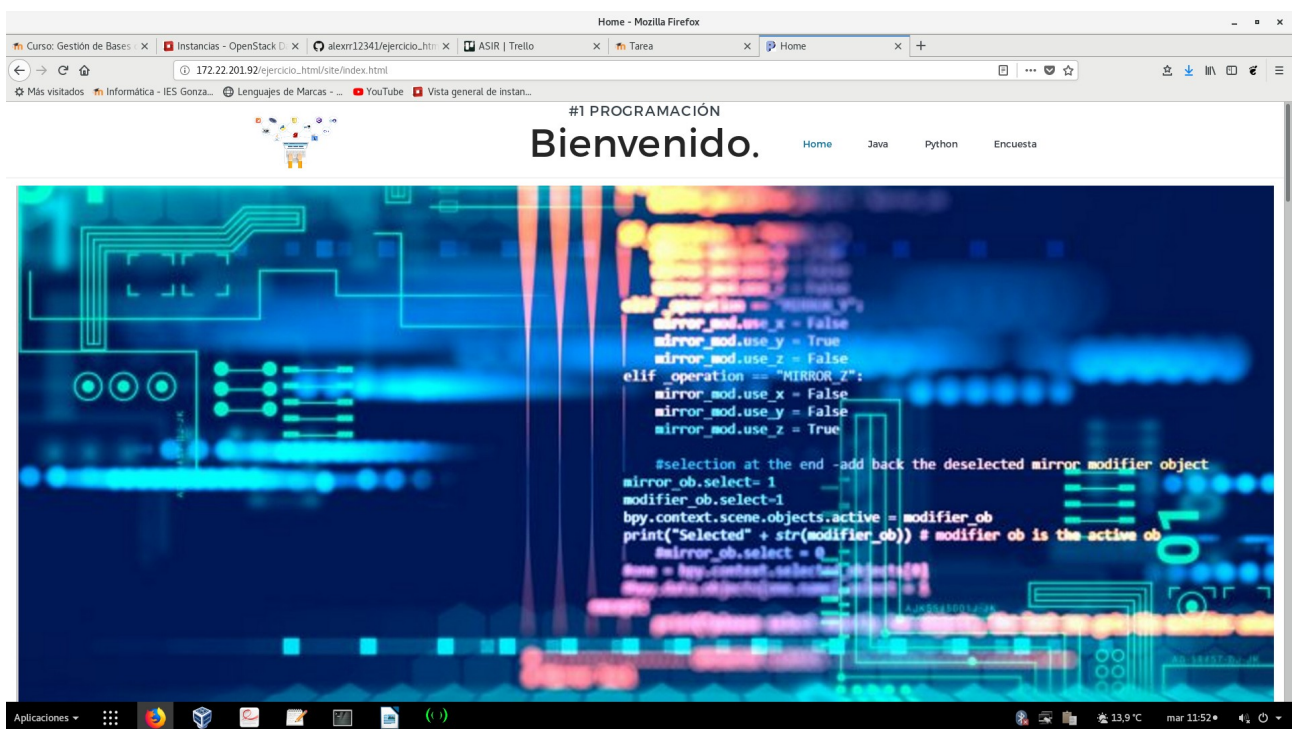 Home - Mozilla Firefox
Curso: Gestión de Bases
Instancias - OpenStack D
alexrr12341/ejercicio_htm
ASIR | Trello
Tarea
Home
172.22.201.92/ejercicio_html/site/index.html
Más visitados
Informática - IES Gonza...
Lenguajes de Marcas - ...
YouTube
Vista general de instan...
#1 PROGRAMACIÓN
Bienvenido.
Home
Java
Python
Encuesta
elif _operation == "MIRROR_Y":
mirror_mod.use_x = False
mirror_mod.use_y = True
mirror_mod.use_z = False
elif _operation == "MIRROR_Z":
mirror_mod.use_x = False
mirror_mod.use_y = False
mirror_mod.use_z = True
#selection at the end -add back the deselected mirror modifier object
mirror_ob.select= 1
modifier_ob.select=1
bpy.context.scene.objects.active = modifier_ob
print("Selected" + str(modifier_ob)) # modifier ob is the active ob
#mirror_ob.select = 0
01
Aplicaciones
13,9 °C
mar 11:52